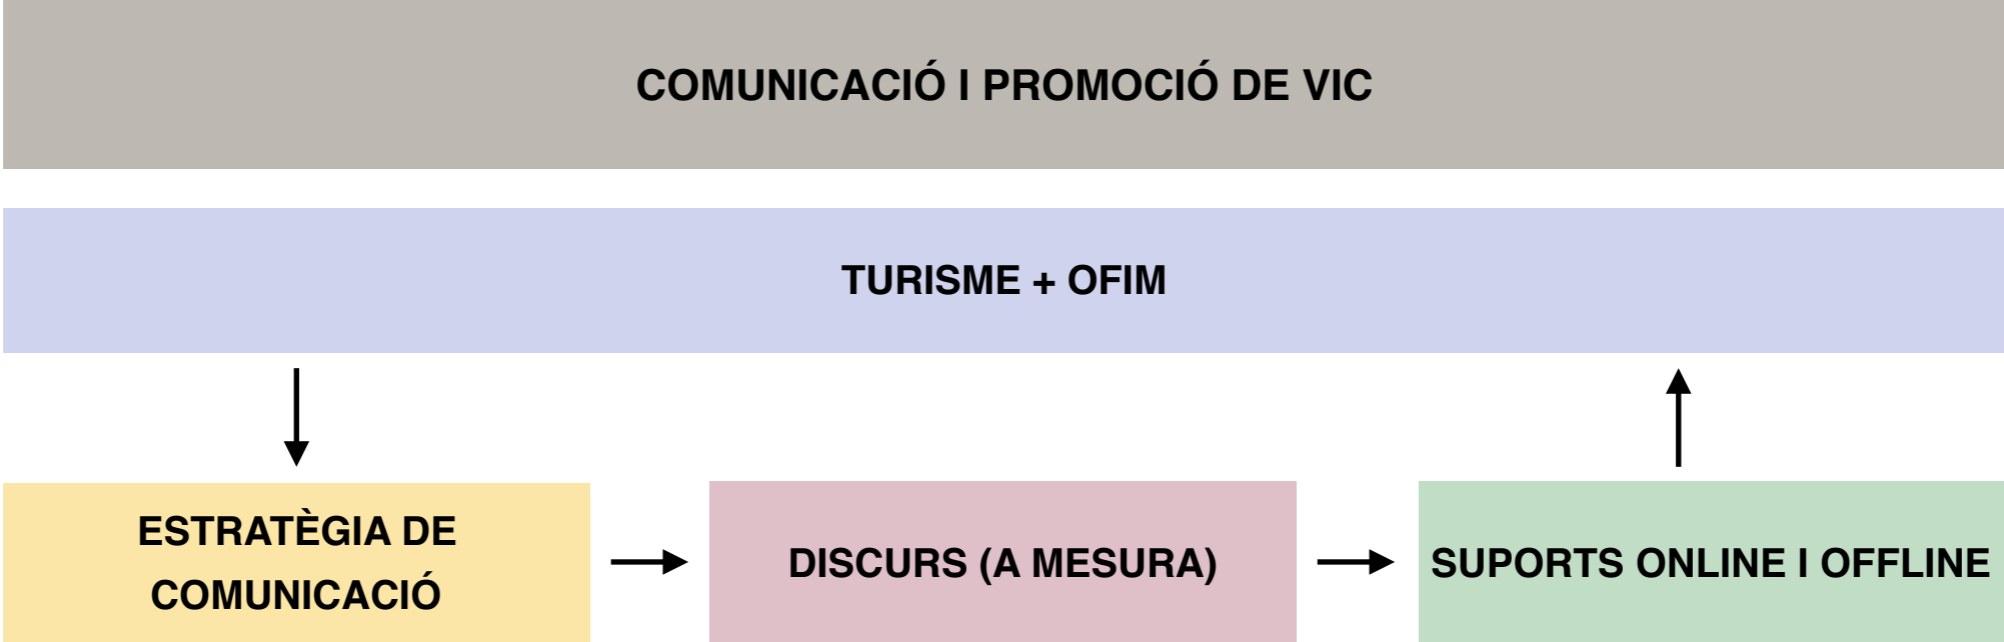 COMUNICACIÓ I PROMOCIÓ DE VIC
TURISME + OFIM
ESTRATÈGIA DE
COMUNICACIÓ
DISCURS (A MESURA)
SUPORTS ONLINE I OFFLINE